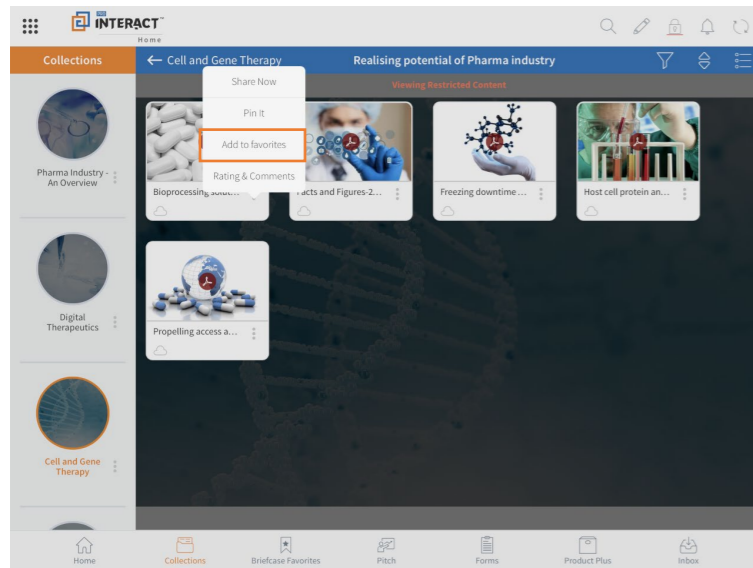 INTERACT
Home
Collections
Cell and Gene Therapy
Realising potential of Pharma industry
Viewing Restricted Content
Share Now
Pin It
Add to favorites
Rating & Comments
Pharma Industry -
An Overview
Digital
Therapeutics
Cell and Gene
Therapy
Bioprocessing solut...
Facts and Figures-2...
Freezing downtime ...
Host cell protein an...
Propelling access a...
Home
Collections
Briefcase Favorites
Pitch
Forms
Product Plus
Inbox